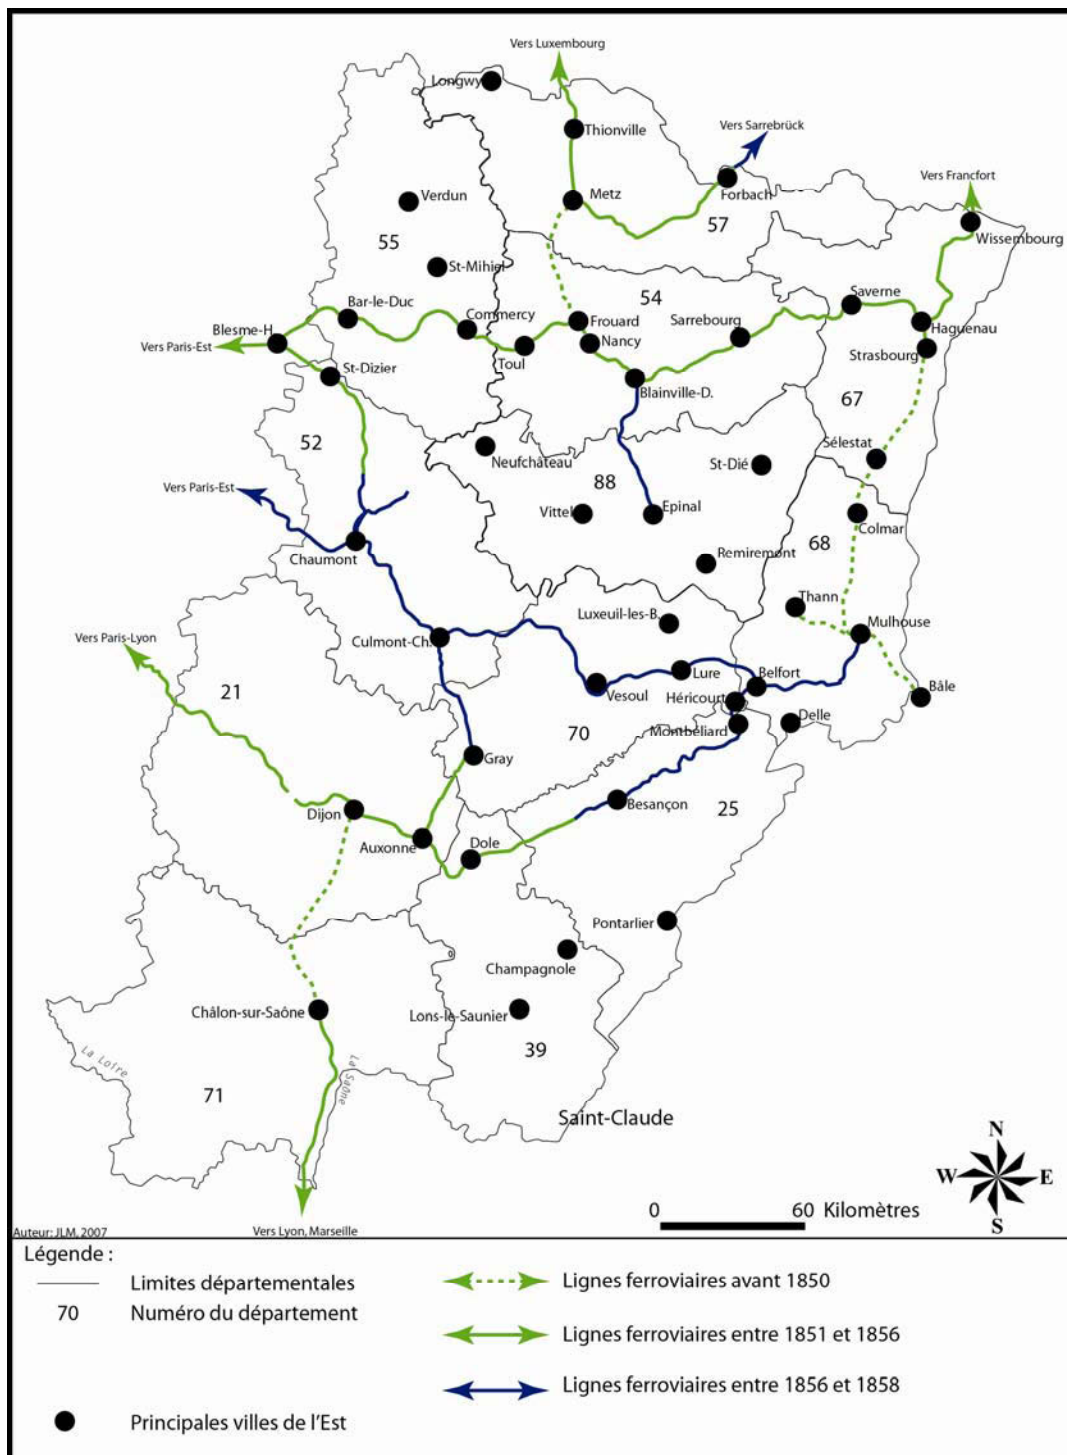 Vers Luxembourg
Longwy
Thionville
Vers Sarrebrück
Verdun
Metz
Forbach
Vers Francfort
55
57
Wissembourg
St-Mihiel
54
Saverne
Bar-le-Duc
Commercy
Frouard
Sarrebourg
Haguenau
Blesme-H.
Nancy
Strasbourg
Vers Paris-Est
Toul
St-Dizier
Blainville-D.
67
52
Neufchâteau
Sélestat
St-Dié
88
Vers Paris-Est
Vittel
Epinal
Colmar
68
Chaumont
Remiremont
Thann
Luxeuil-les-B.
Mulhouse
Vers Paris-Lyon
Culmont-Ch.
Lure
Belfort
21
Vesoul
Héricourt
Bâle
Delle
70
Montbéliard
Gray
Besançon
25
Dijon
Auxonne
Dole
Pontarlier
Champagnole
Châlon-sur-Saône
Lons-le-Saunier
39
La Loire
La Saône
71
Saint-Claude
N
W
E
S
0
60
Kilomètres
Auteur: JLM, 2007
Vers Lyon, Marseille
Légende :
Limites départementales
Lignes ferroviaires avant 1850
70
Numéro du département
Lignes ferroviaires entre 1851 et 1856
Lignes ferroviaires entre 1856 et 1858
Principales villes de l'Est